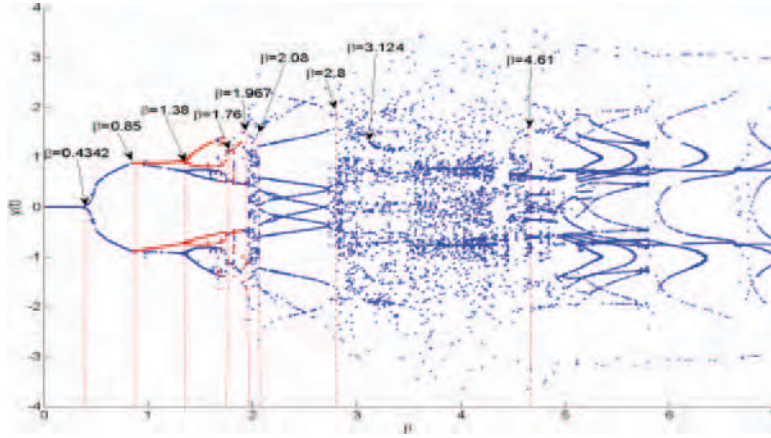 4
3
2
1
0
-1
-2
-3
-4
y(t)
β=0.4342
β=0.85
β=1.38
β=1.76
β=1.967
β=2.08
β=2.8
β=3.124
β=4.61
0
1
2
3
4
5
6
β